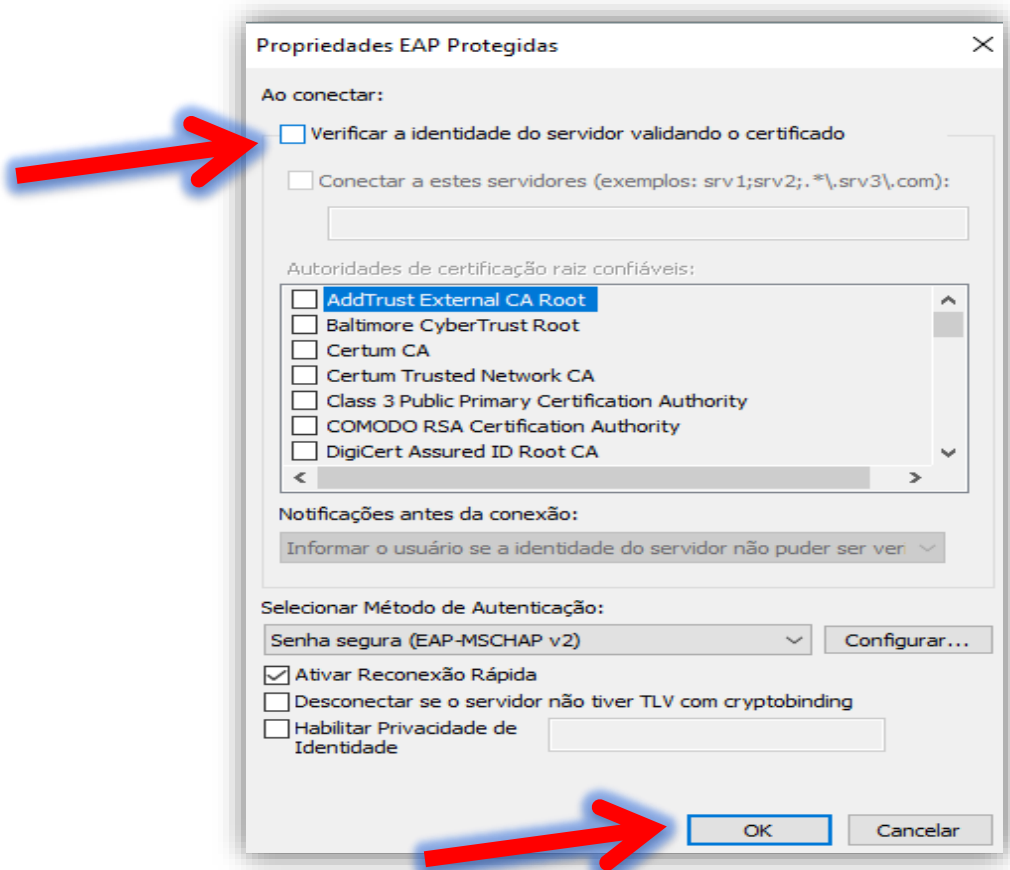 Propriedades EAP Protegidas
Ao conectar:
Verificar a identidade do servidor validando o certificado
Conectar a estes servidores (exemplos: srv1;srv2;.*\.srv3\.com):
Autoridades de certificação raiz confiáveis:
AddTrust External CA Root
Baltimore CyberTrust Root
Certum CA
Certum Trusted Network CA
Class 3 Public Primary Certification Authority
COMODO RSA Certification Authority
DigiCert Assured ID Root CA
Notificações antes da conexão:
Informar o usuário se a identidade do servidor não puder ser veri
Selecionar Método de Autenticação:
Senha segura (EAP-MSCHAP v2)
Configurar...
Ativar Reconexão Rápida
Desconectar se o servidor não tiver TLV com cryptobinding
Habilitar Privacidade de
Identidade
OK
Cancelar